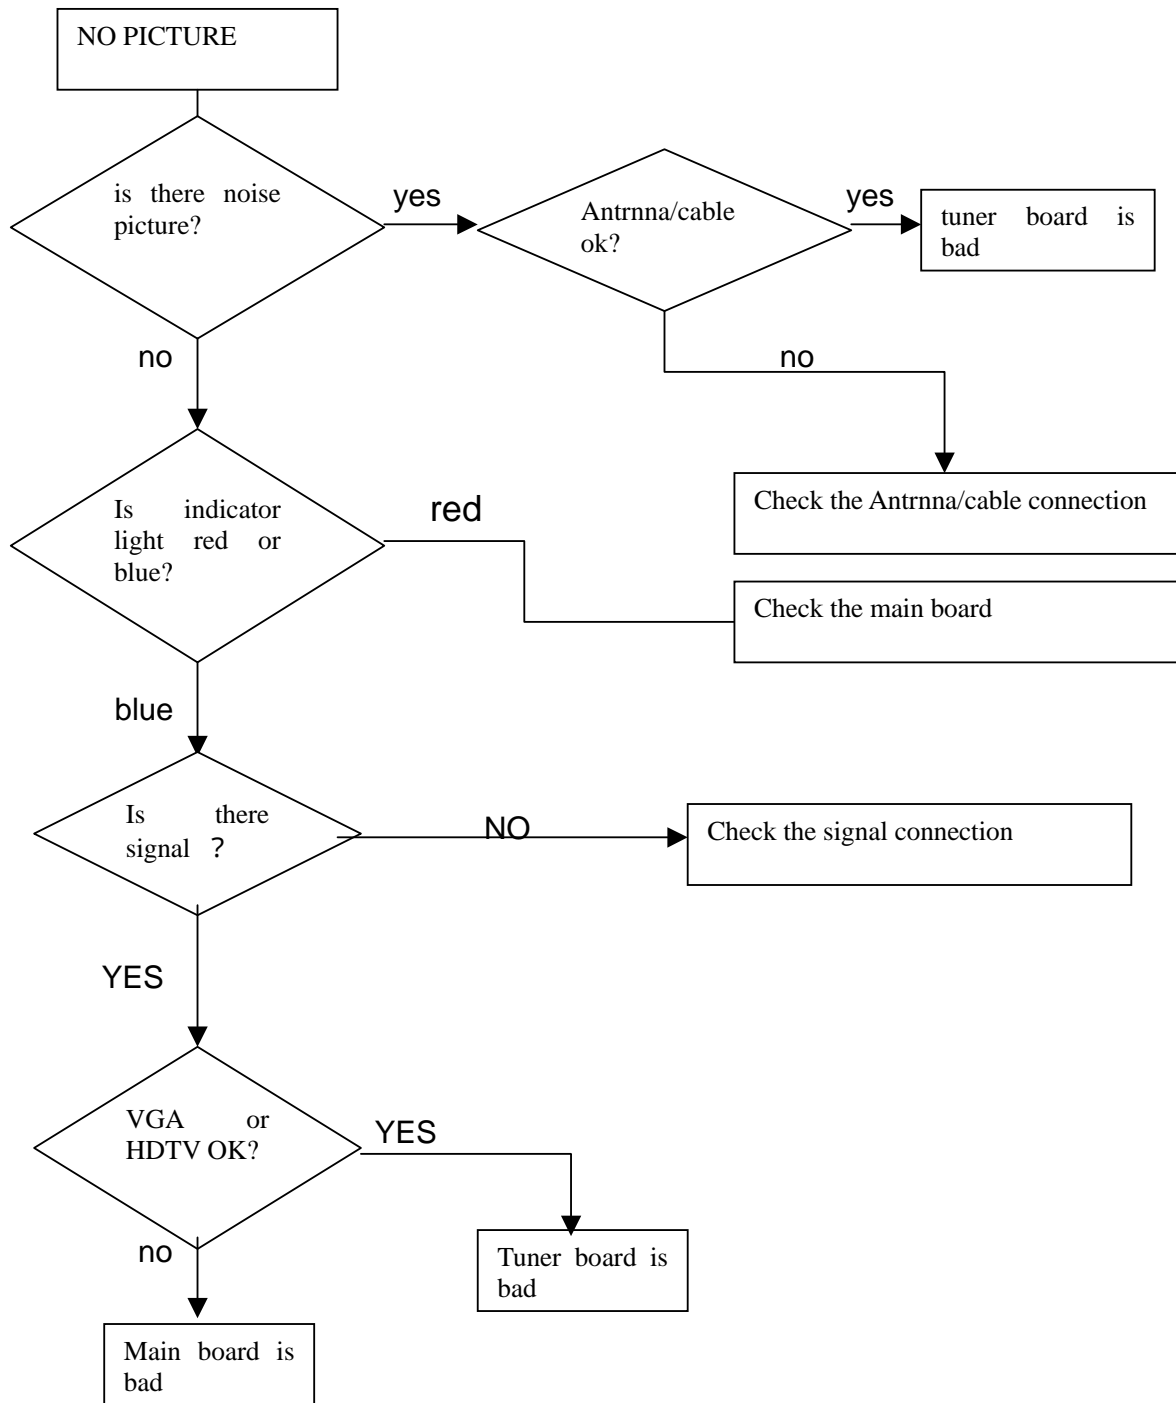 NO PICTURE
is there noise
picture?
yes
Antrnna/cable
ok?
yes
tuner board is
bad
no
no
Check the Antrnna/cable connection
Is indicator
light red or
blue?
red
Check the main board
blue
Is there
signal ?
NO
Check the signal connection
YES
VGA or
HDTV OK?
YES
Tuner board is
bad
no
Main board is
bad